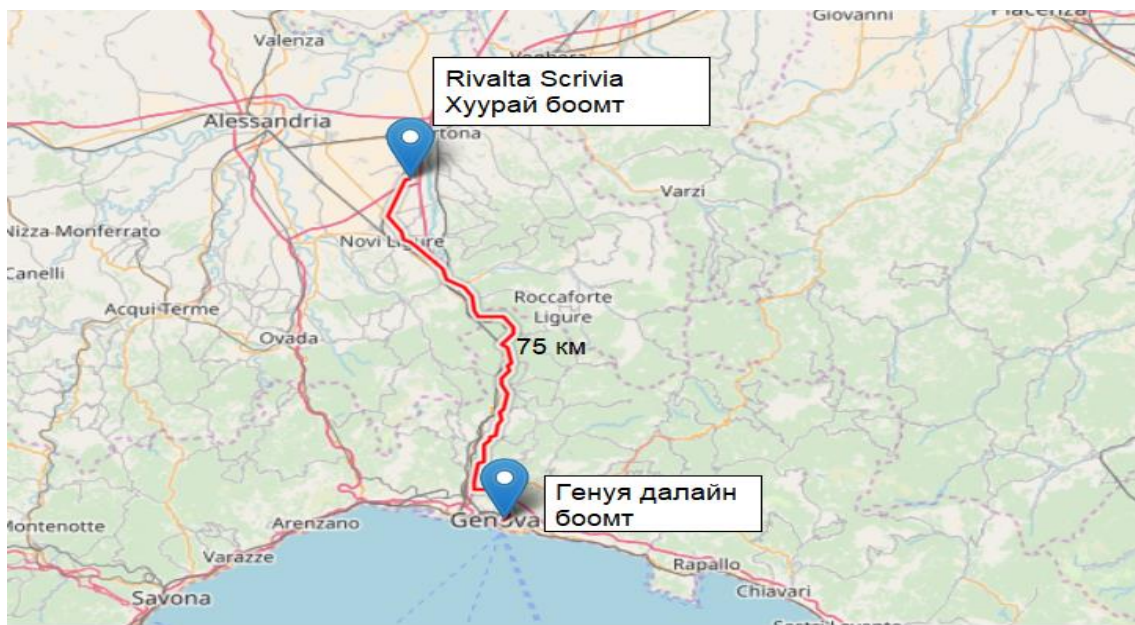 Giovanni
Piacenza
Valenza
Voghera
Rivalta Scrivia
Хуурай боомт
Alessandria
Varzi
Nizza Monferrato
Novi Ligure
Canelli
Acqui Terme
Roccaforte
Ligure
Ovada
75 км
Генуя далайн
боомт
Montenotte
Arenzano
Genova
Varazze
Rapallo
Chiavari
Savona